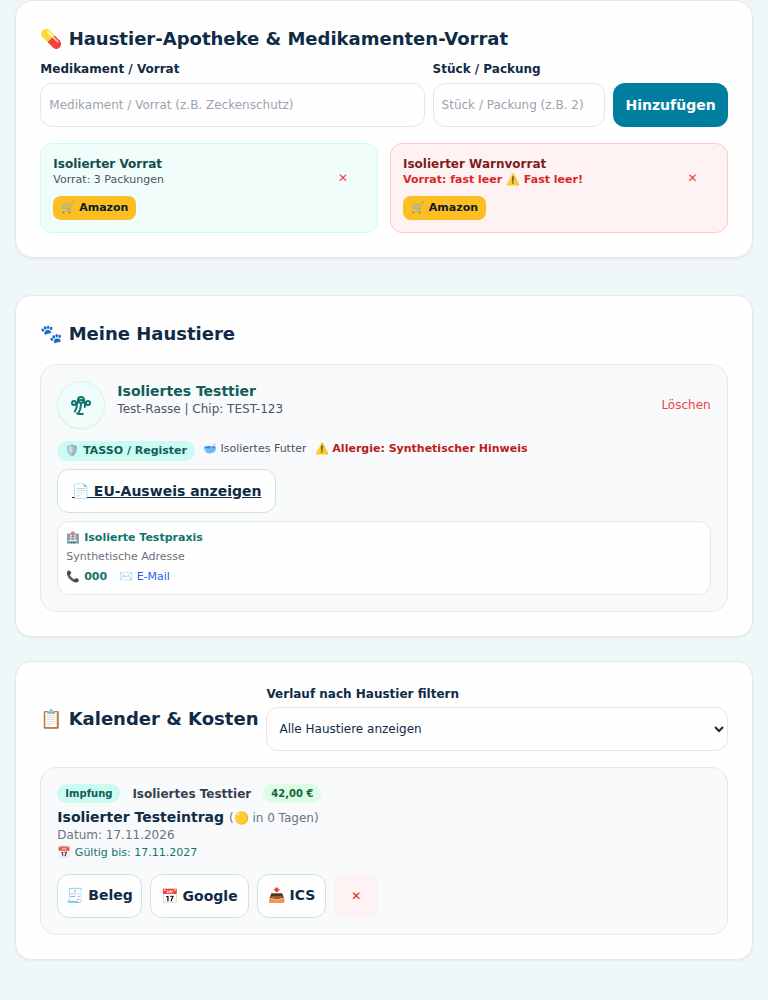 💊 Haustier-Apotheke & Medikamenten-Vorrat
Medikament / Vorrat
Stück / Packung
Medikament / Vorrat (z.B. Zeckenschutz)
Stück / Packung (z.B. 2)
Hinzufügen
Isolierter Vorrat
Vorrat: 3 Packungen
✕
🛒 Amazon
Isolierter Warnvorrat
Vorrat: fast leer ⚠️ Fast leer!
✕
🛒 Amazon
🐾 Meine Haustiere
Isoliertes Testtier
Test-Rasse | Chip: TEST-123
Löschen
🛡️ TASSO / Register
🥣 Isoliertes Futter
⚠️ Allergie: Synthetischer Hinweis
📄 EU-Ausweis anzeigen
🏥 Isolierte Testpraxis
Synthetische Adresse
📞 000 ✉️ E-Mail
📋 Kalender & Kosten
Verlauf nach Haustier filtern
Alle Haustiere anzeigen
Impfung
Isoliertes Testtier
42,00 €
Isolierter Testeintrag (🟡 in 0 Tagen)
Datum: 17.11.2026
📅 Gültig bis: 17.11.2027
🧾 Beleg
📅 Google
📥 ICS
✕